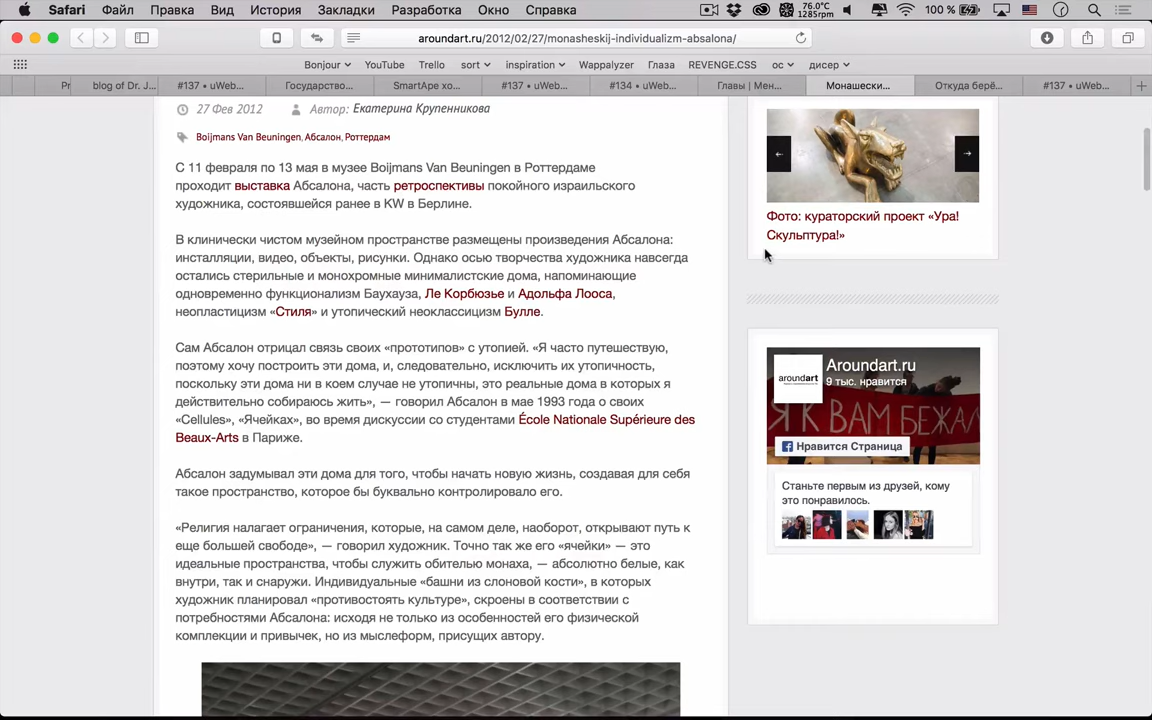 Safari Файл Правка Вид История Закладки Разработка Окно Справка 76.0°C 1285rpm 100 %
aroundart.ru/2012/02/27/monasheskij-individualizm-absalona/
Bonjour YouTube Trello sort inspiration Wappalyzer Глаза REVENGE.CSS ос дисер
Pr blog of Dr. J... #137 – uWeb... Государство... SmartApe хо... #137 – uWeb... #134 – uWeb... Главы | Мен... Монашески... Откуда берё... #137 – uWeb...
27 Фев 2012 Автор: Екатерина Крупенникова
Boijmans Van Beuningen, Абсалон, Роттердам
С 11 февраля по 13 мая в музее Boijmans Van Beuningen в Роттердаме
проходит выставка Абсалона, часть ретроспективы покойного израильского
художника, состоявшейся ранее в KW в Берлине.
В клинически чистом музейном пространстве размещены произведения Абсалона:
инсталляции, видео, объекты, рисунки. Однако осью творчества художника навсегда
остались стерильные и монохромные минималистские дома, напоминающие
одновременно функционализм Баухауза, Ле Корбюзье и Адольфа Лооса,
неопластицизм «Стиля» и утопический неоклассицизм Булле.
Сам Абсалон отрицал связь своих «прототипов» с утопией. «Я часто путешествую,
поэтому хочу построить эти дома, и, следовательно, исключить их утопичность,
поскольку эти дома ни в коем случае не утопичны, это реальные дома в которых я
действительно собираюсь жить», — говорил Абсалон в мае 1993 года о своих
«Cellules», «Ячейках», во время дискуссии со студентами École Nationale Supérieure des
Beaux-Arts в Париже.
Абсалон задумывал эти дома для того, чтобы начать новую жизнь, создавая для себя
такое пространство, которое бы буквально контролировало его.
«Религия налагает ограничения, которые, на самом деле, наоборот, открывают путь к
еще большей свободе», — говорил художник. Точно так же его «ячейки» — это
идеальные пространства, чтобы служить обителью монаха, — абсолютно белые, как
внутри, так и снаружи. Индивидуальные «башни из слоновой кости», в которых
художник планировал «противостоять культуре», скроены в соответствии с
потребностями Абсалона: исходя не только из особенностей его физической
комплекции и привычек, но из мыслеформ, присущих автору.
Фото: кураторский проект «Ура!
Скульптура!»
aroundart
Aroundart.ru
9 тыс. нравится
Я К ВАМ БЕЖАЛ
Нравится Страница
Станьте первым из друзей, кому
это понравилось.